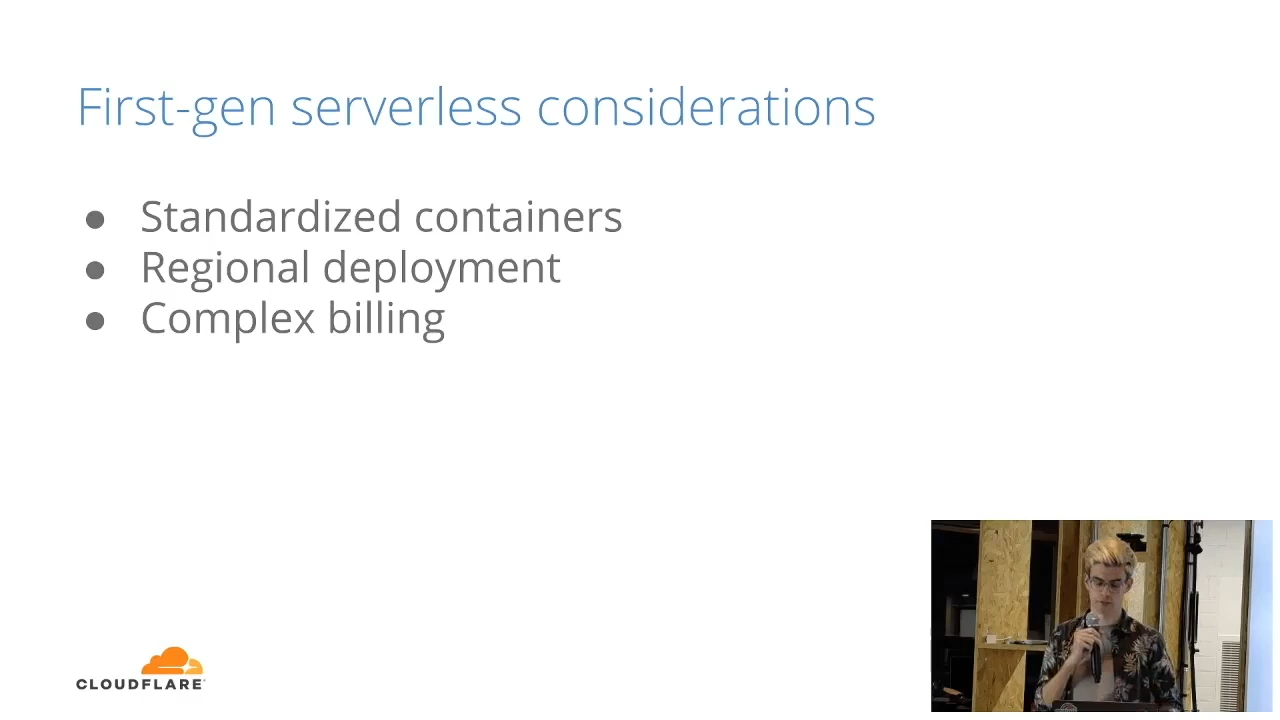 First-gen serverless considerations
● Standardized containers
● Regional deployment
● Complex billing
CLOUDFLARE